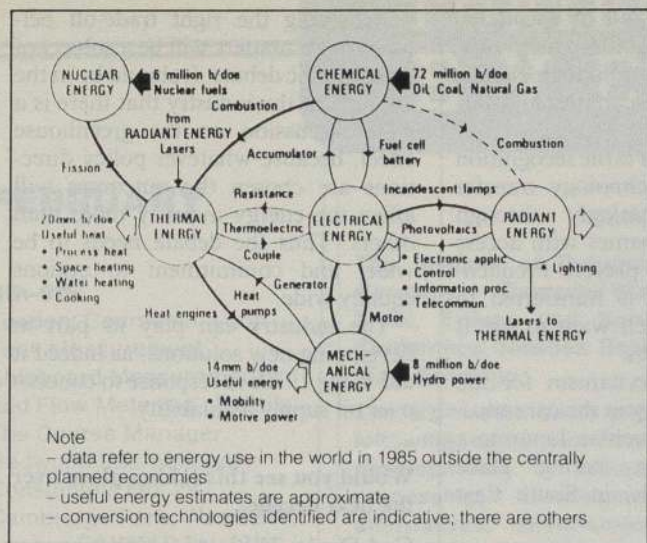 NUCLEAR
ENERGY
6 million b/doe
Nuclear fuels
CHEMICAL
ENERGY
72 million b/doe
Oil, Coal, Natural Gas
Combustion
from
RADIANT ENERGY
Lasers
Accumulator
Fuel cell
battery
Combustion
Fission
Resistance
Incandescent lamps
70mm b/doe
Useful heat
• Process heat
• Space heating
• Water heating
• Cooking
THERMAL
ENERGY
Thermoelectric
Couple
ELECTRICAL
ENERGY
Photovoltaics
• Electronic applic
• Control
• Information proc.
• Telecommun.
RADIANT
ENERGY
• Lighting
Lasers to
THERMAL ENERGY
Generator
Heat
pumps
Heat engines
Motor
14mm b/doe
Useful energy
• Mobility
• Motive power
MECH-
ANICAL
ENERGY
8 million b/doe
Hydro power
Note
– data refer to energy use in the world in 1985 outside the centrally
planned economies
– useful energy estimates are approximate
– conversion technologies identified are indicative; there are others